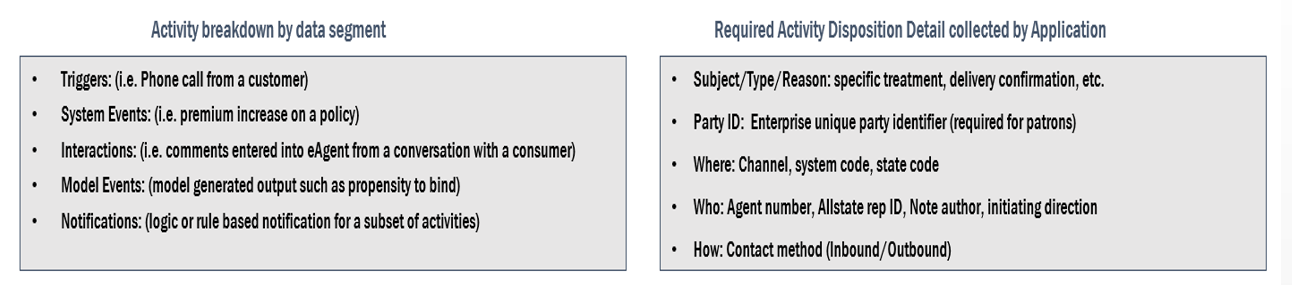 Activity breakdown by data segment
• Triggers: (i.e. Phone call from a customer)
• System Events: (i.e. premium increase on a policy)
• Interactions: (i.e. comments entered into eAgent from a conversation with a consumer)
• Model Events: (model generated output such as propensity to bind)
• Notifications: (logic or rule based notification for a subset of activities)
Required Activity Disposition Detail collected by Application
• Subject/Type/Reason: specific treatment, delivery confirmation, etc.
• Party ID: Enterprise unique party identifier (required for patrons)
• Where: Channel, system code, state code
• Who: Agent number, Allstate rep ID, Note author, initiating direction
• How: Contact method (Inbound/Outbound)